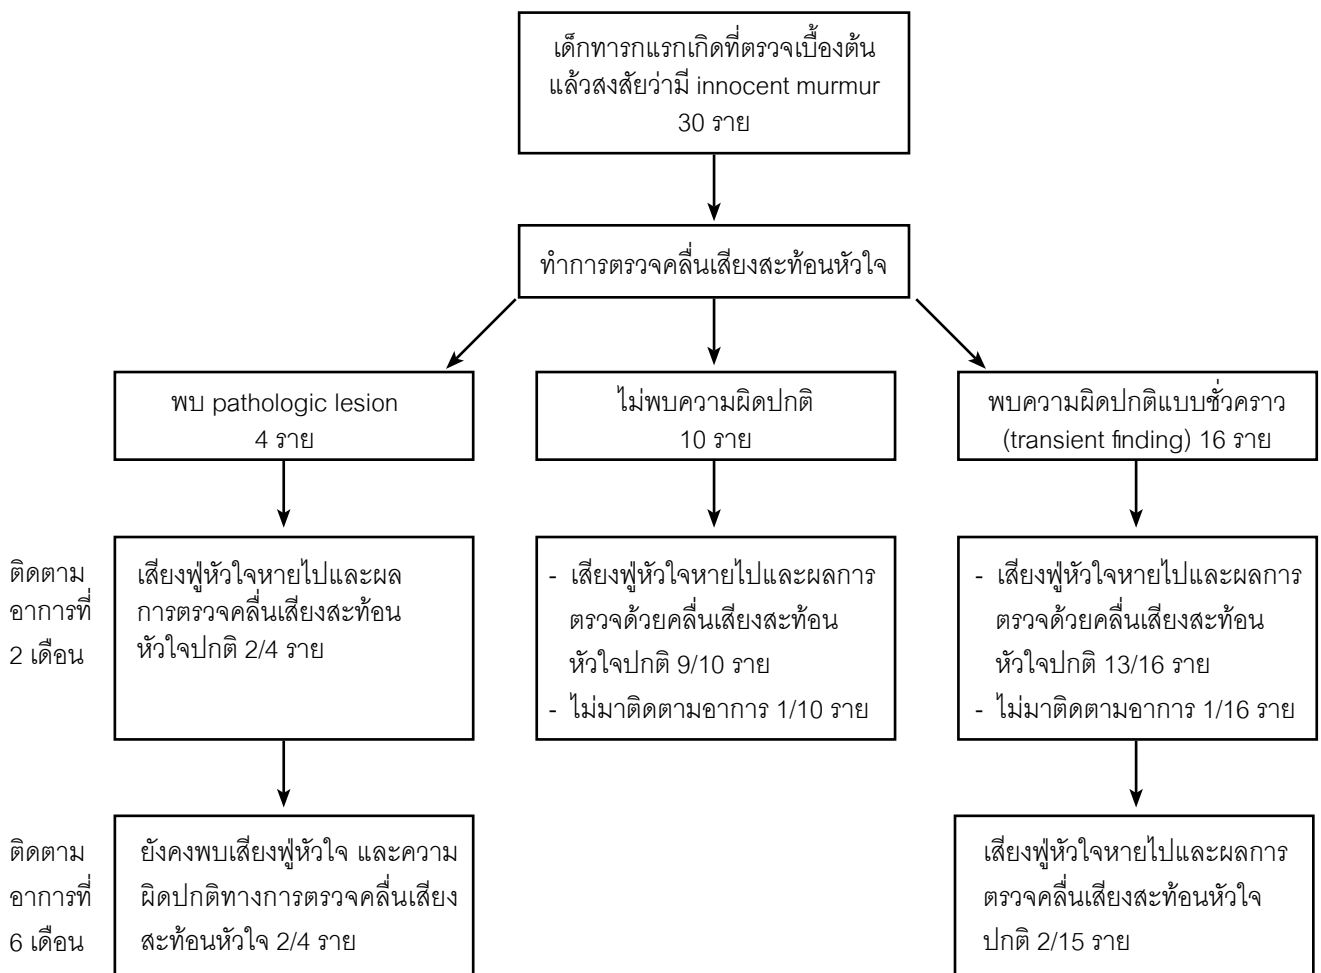 เด็กทารกแรกเกิดที่ตรวจเบื้องต้น
แล้วสงสัยว่ามี innocent murmur
30 ราย
ทำการตรวจคลื่นเสียงสะท้อนหัวใจ
พบ pathologic lesion
4 ราย
ไม่พบความผิดปกติ
10 ราย
พบความผิดปกติแบบชั่วคราว
(transient finding) 16 ราย
ติดตาม
อาการที่
2 เดือน
เสียงฟู่หัวใจหายไปและผล
การตรวจคลื่นเสียงสะท้อน
หัวใจปกติ 2/4 ราย
- เสียงฟู่หัวใจหายไปและผลการ
ตรวจด้วยคลื่นเสียงสะท้อน
หัวใจปกติ 9/10 ราย
- ไม่มาติดตามอาการ 1/10 ราย
- เสียงฟู่หัวใจหายไปและผลการ
ตรวจด้วยคลื่นเสียงสะท้อน
หัวใจปกติ 13/16 ราย
- ไม่มาติดตามอาการ 1/16 ราย
ติดตาม
อาการที่
6 เดือน
ยังคงพบเสียงฟู่หัวใจ และความ
ผิดปกติทางการตรวจคลื่นเสียง
สะท้อนหัวใจ 2/4 ราย
เสียงฟู่หัวใจหายไปและผลการ
ตรวจคลื่นเสียงสะท้อนหัวใจ
ปกติ 2/15 ราย